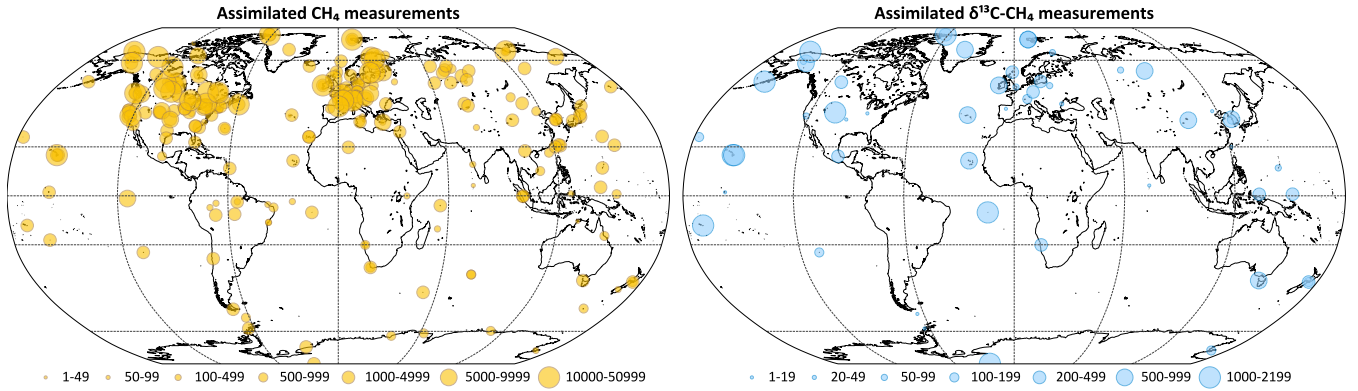 Assimilated CH₄ measurements
Assimilated δ¹³C-CH₄ measurements
1-49 50-99 100-499 500-999 1000-4999 5000-9999 10000-50999
1-19 20-49 50-99 100-199 200-499 500-999 1000-2199